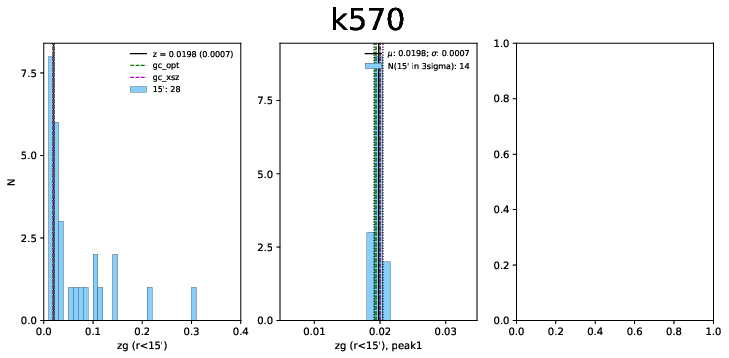 k570
7.5
5.0
2.5
0.0
N
0.0 0.1 0.2 0.3 0.4
zg (r<15')
z = 0.0198 (0.0007)
gc_opt
gc_xsz
15': 28
7.5
5.0
2.5
0.0
0.01 0.02 0.03
zg (r<15'), peak1
μ: 0.0198; σ: 0.0007
N(15' in 3sigma): 14
1.0
0.8
0.6
0.4
0.2
0.0
0.0 0.2 0.4 0.6 0.8 1.0